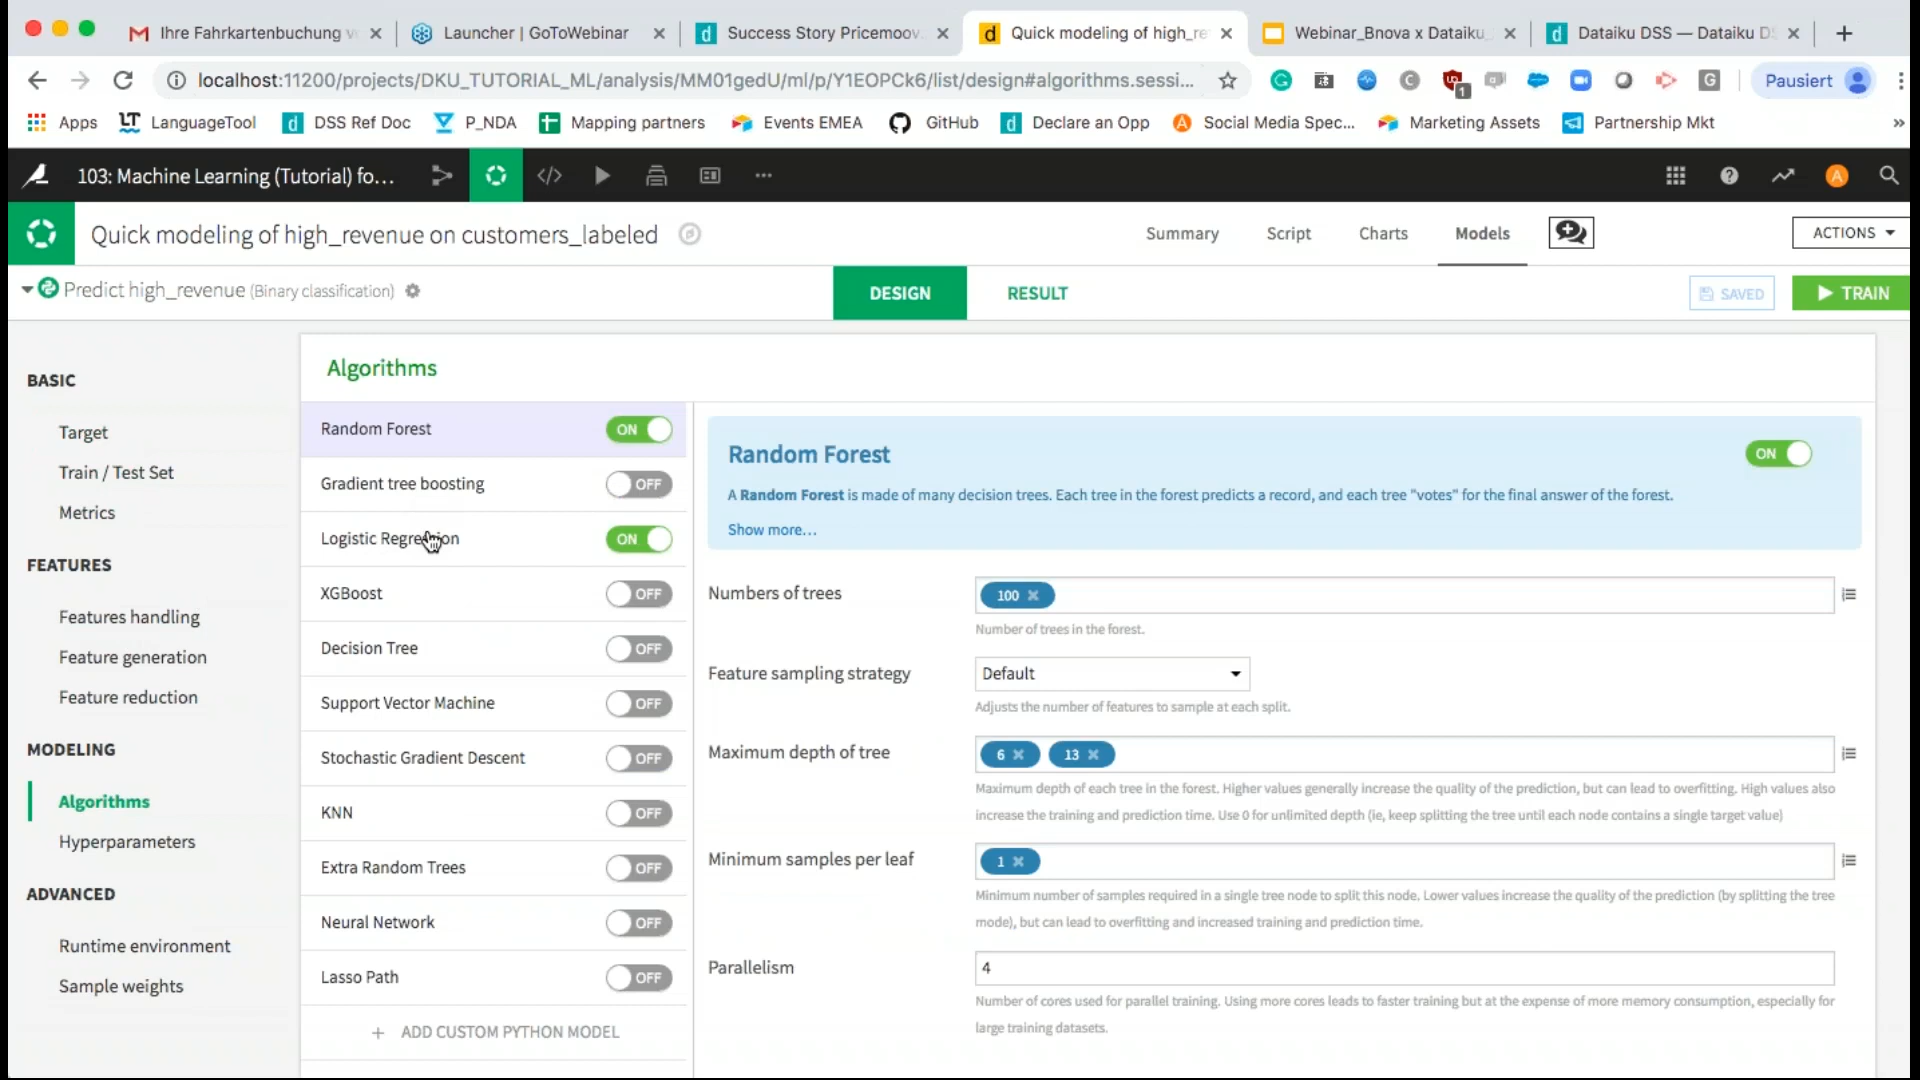 Ihre Fahrkartenbuchung v
Launcher | GoToWebinar
Success Story Pricemoov
Quick modeling of high_re
Webinar_Bnova x Dataiku
Dataiku DSS — Dataiku D
localhost:11200/projects/DKU_TUTORIAL_ML/analysis/MM01gedU/ml/p/Y1EOPCk6/list/design#algorithms.sessi...
1
G
Pausiert
Apps
LanguageTool
DSS Ref Doc
P_NDA
Mapping partners
Events EMEA
GitHub
Declare an Opp
Social Media Spec...
Marketing Assets
Partnership Mkt
»
103: Machine Learning (Tutorial) fo...
A
Quick modeling of high_revenue on customers_labeled
Summary
Script
Charts
Models
ACTIONS
Predict high_revenue (Binary classification)
DESIGN
RESULT
SAVED
TRAIN
BASIC
Target
Train / Test Set
Metrics
FEATURES
Features handling
Feature generation
Feature reduction
MODELING
Algorithms
Hyperparameters
ADVANCED
Runtime environment
Sample weights
Algorithms
Random Forest ON
Gradient tree boosting OFF
Logistic Regression ON
XGBoost OFF
Decision Tree OFF
Support Vector Machine OFF
Stochastic Gradient Descent OFF
KNN OFF
Extra Random Trees OFF
Neural Network OFF
Lasso Path OFF
+ ADD CUSTOM PYTHON MODEL
Random Forest ON
A Random Forest is made of many decision trees. Each tree in the forest predicts a record, and each tree "votes" for the final answer of the forest.
Show more...
Numbers of trees 100
Number of trees in the forest.
Feature sampling strategy Default
Adjusts the number of features to sample at each split.
Maximum depth of tree 6 13
Maximum depth of each tree in the forest. Higher values generally increase the quality of the prediction, but can lead to overfitting. High values also
increase the training and prediction time. Use 0 for unlimited depth (ie, keep splitting the tree until each node contains a single target value)
Minimum samples per leaf 1
Minimum number of samples required in a single tree node to split this node. Lower values increase the quality of the prediction (by splitting the tree
mode), but can lead to overfitting and increased training and prediction time.
Parallelism 4
Number of cores used for parallel training. Using more cores leads to faster training but at the expense of more memory consumption, especially for
large training datasets.